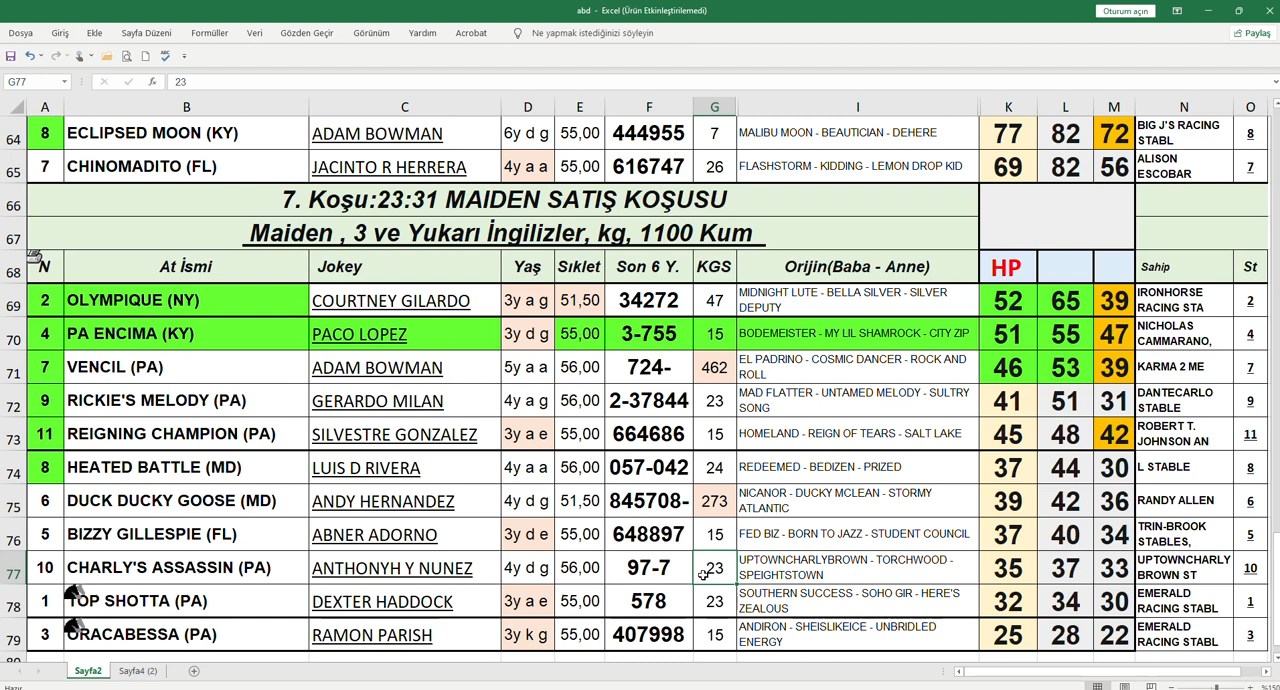 abd - Excel (Ürün Etkinleştirilemedi)
Oturum açın
Dosya Giriş Ekle Sayfa Düzeni Formüller Veri Gözden Geçir Görünüm Yardım Acrobat Ne yapmak istediğinizi söyleyin Paylaş
ABC
G77 fx 23
A B C D E F G I K L M N O
64 8 ECLIPSED MOON (KY) ADAM BOWMAN 6y d g 55,00 444955 7 MALIBU MOON - BEAUTICIAN - DEHERE 77 82 72 BIG J'S RACING STABL 8
65 7 CHINOMADITO (FL) JACINTO R HERRERA 4y a a 55,00 616747 26 FLASHSTORM - KIDDING - LEMON DROP KID 69 82 56 ALISON ESCOBAR 7
66 7. Koşu:23:31 MAIDEN SATIŞ KOŞUSU
67 Maiden , 3 ve Yukarı İngilizler, kg, 1100 Kum
68 N At İsmi Jokey Yaş Sıklet Son 6 Y. KGS Orijin(Baba - Anne) HP Sahip St
69 2 OLYMPIQUE (NY) COURTNEY GILARDO 3y a g 51,50 34272 47 MIDNIGHT LUTE - BELLA SILVER - SILVER DEPUTY 52 65 39 IRONHORSE RACING STA 2
70 4 PA ENCIMA (KY) PACO LOPEZ 3y d g 55,00 3-755 15 BODEMEISTER - MY LIL SHAMROCK - CITY ZIP 51 55 47 NICHOLAS CAMMARANO, 4
71 7 VENCIL (PA) ADAM BOWMAN 5y a a 56,00 724- 462 EL PADRINO - COSMIC DANCER - ROCK AND ROLL 46 53 39 KARMA 2 ME 7
72 9 RICKIE'S MELODY (PA) GERARDO MILAN 4y a g 56,00 2-37844 23 MAD FLATTER - UNTAMED MELODY - SULTRY SONG 41 51 31 DANTECARLO STABLE 9
73 11 REIGNING CHAMPION (PA) SILVESTRE GONZALEZ 3y a e 55,00 664686 15 HOMELAND - REIGN OF TEARS - SALT LAKE 45 48 42 ROBERT T. JOHNSON AN 11
74 8 HEATED BATTLE (MD) LUIS D RIVERA 4y a a 56,00 057-042 24 REDEEMED - BEDIZEN - PRIZED 37 44 30 L STABLE 8
75 6 DUCK DUCKY GOOSE (MD) ANDY HERNANDEZ 4y d g 51,50 845708- 273 NICANOR - DUCKY MCLEAN - STORMY ATLANTIC 39 42 36 RANDY ALLEN 6
76 5 BIZZY GILLESPIE (FL) ABNER ADORNO 3y d e 55,00 648897 15 FED BIZ - BORN TO JAZZ - STUDENT COUNCIL 37 40 34 TRIN-BROOK STABLES, 5
77 10 CHARLY'S ASSASSIN (PA) ANTHONYH Y NUNEZ 4y d g 56,00 97-7 23 UPTOWNCHARLYBROWN - TORCHWOOD - SPEIGHTSTOWN 35 37 33 UPTOWNCHARLY BROWN ST 10
78 1 TOP SHOTTA (PA) DEXTER HADDOCK 3y a e 55,00 578 23 SOUTHERN SUCCESS - SOHO GIR - HERE'S ZEALOUS 32 34 30 EMERALD RACING STABL 1
79 3 ORACABESSA (PA) RAMON PARISH 3y k g 55,00 407998 15 ANDIRON - SHEISLIKEICE - UNBRIDLED ENERGY 25 28 22 EMERALD RACING STABL 3
80
Sayfa2 Sayfa4 (2)
Hazır %150